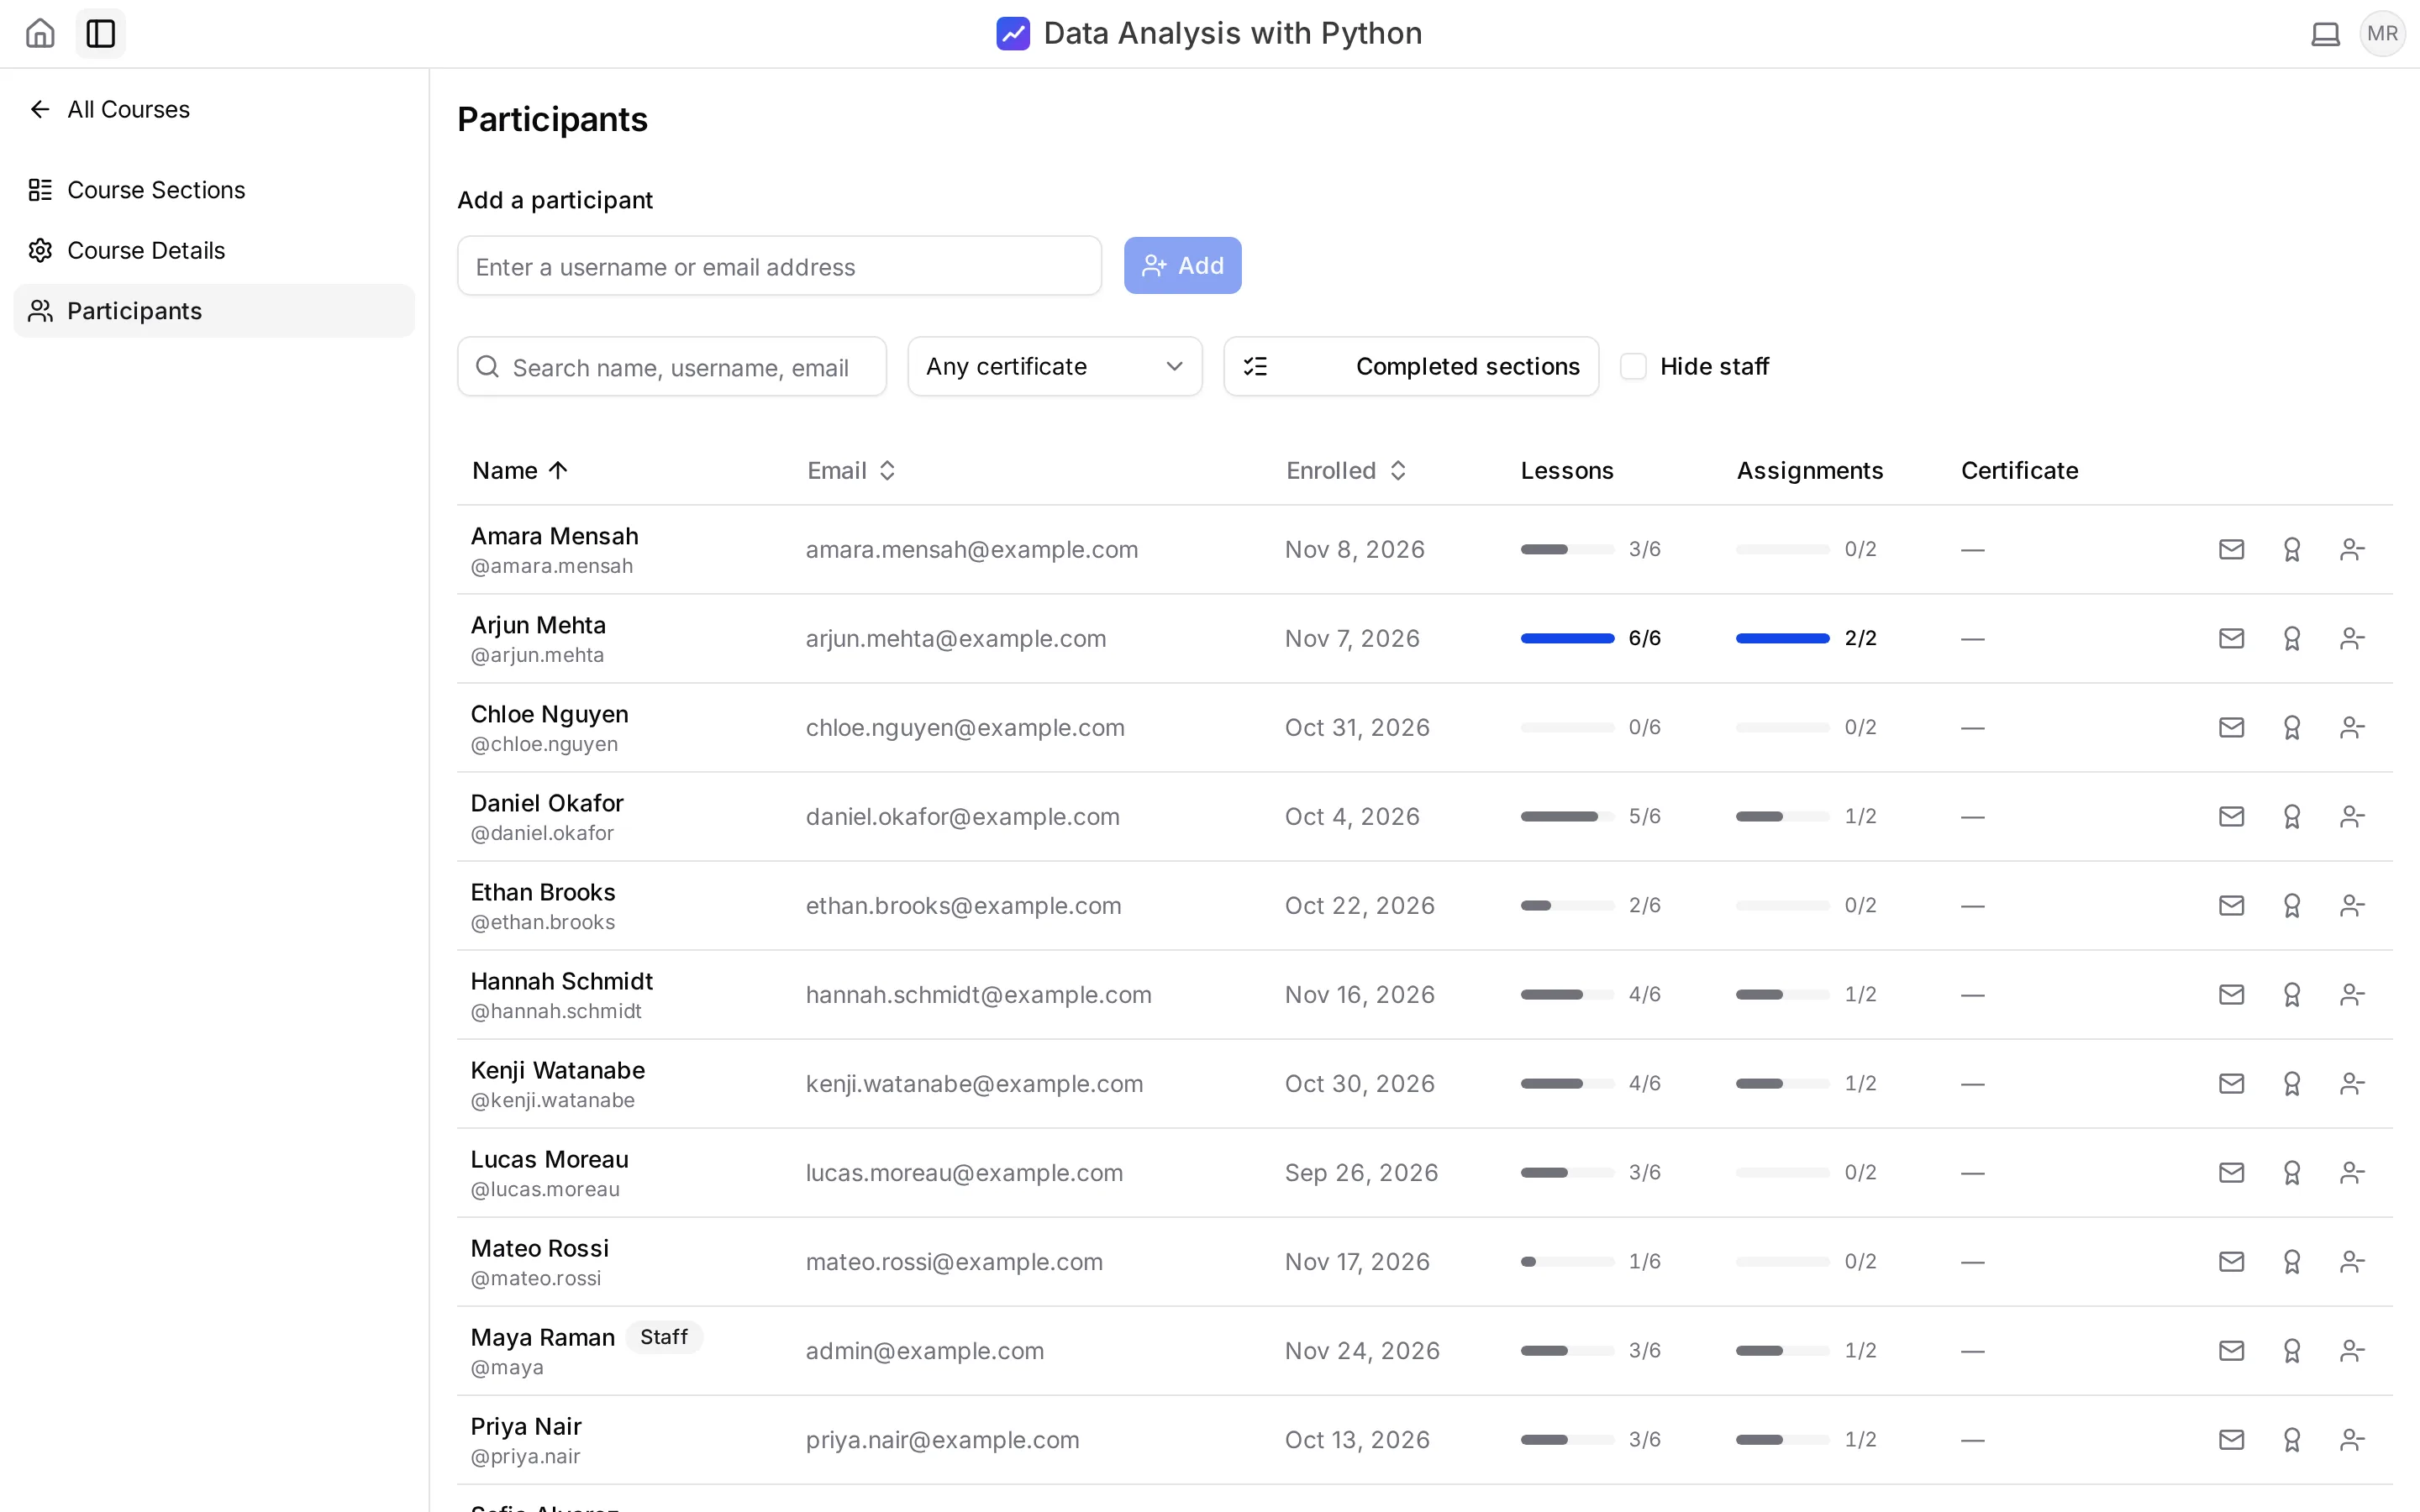 Data Analysis with Python
MR
All Courses
Course Sections
Course Details
Participants
Participants
Add a participant
Enter a username or email address
Add
Search name, username, email
Any certificate
Completed sections
Hide staff
Name Email Enrolled Lessons Assignments Certificate
Amara Mensah
@amara.mensah
amara.mensah@example.com Nov 8, 2026 3/6 0/2 —
Arjun Mehta
@arjun.mehta
arjun.mehta@example.com Nov 7, 2026 6/6 2/2 —
Chloe Nguyen
@chloe.nguyen
chloe.nguyen@example.com Oct 31, 2026 0/6 0/2 —
Daniel Okafor
@daniel.okafor
daniel.okafor@example.com Oct 4, 2026 5/6 1/2 —
Ethan Brooks
@ethan.brooks
ethan.brooks@example.com Oct 22, 2026 2/6 0/2 —
Hannah Schmidt
@hannah.schmidt
hannah.schmidt@example.com Nov 16, 2026 4/6 1/2 —
Kenji Watanabe
@kenji.watanabe
kenji.watanabe@example.com Oct 30, 2026 4/6 1/2 —
Lucas Moreau
@lucas.moreau
lucas.moreau@example.com Sep 26, 2026 3/6 0/2 —
Mateo Rossi
@mateo.rossi
mateo.rossi@example.com Nov 17, 2026 1/6 0/2 —
Maya Raman Staff
@maya
admin@example.com Nov 24, 2026 3/6 1/2 —
Priya Nair
@priya.nair
priya.nair@example.com Oct 13, 2026 3/6 1/2 —